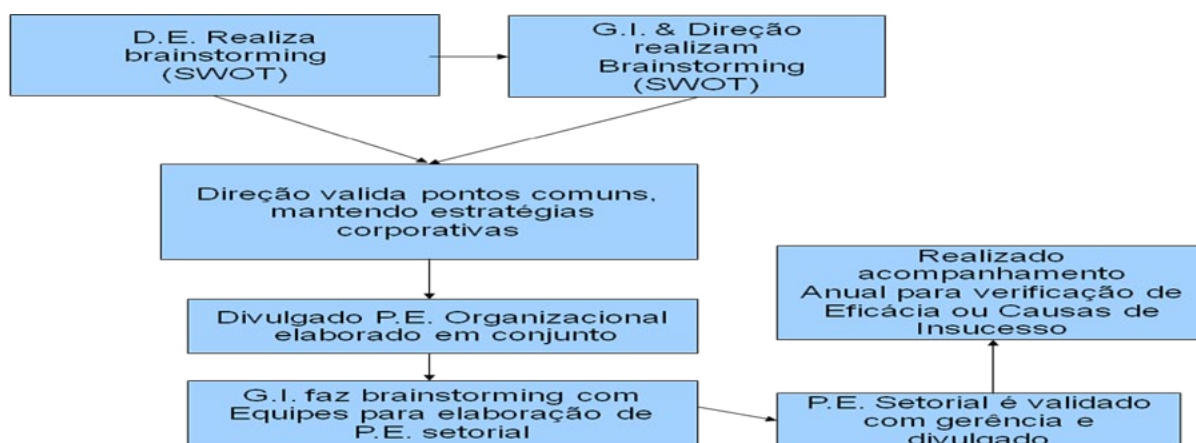 D.E. Realiza
brainstorming
(SWOT)
G.I. & Direção
realizam
Brainstorming
(SWOT)
Direção valida pontos comuns,
mantendo estratégias
corporativas
Divulgado P.E. Organizacional
elaborado em conjunto
G.I. faz brainstorming com
Equipes para elaboração de
P.E. setorial
Realizado
acompanhamento
Anual para verificação de
Eficácia ou Causas de
Insucesso
P.E. Setorial é validado
com gerência e
divulgado